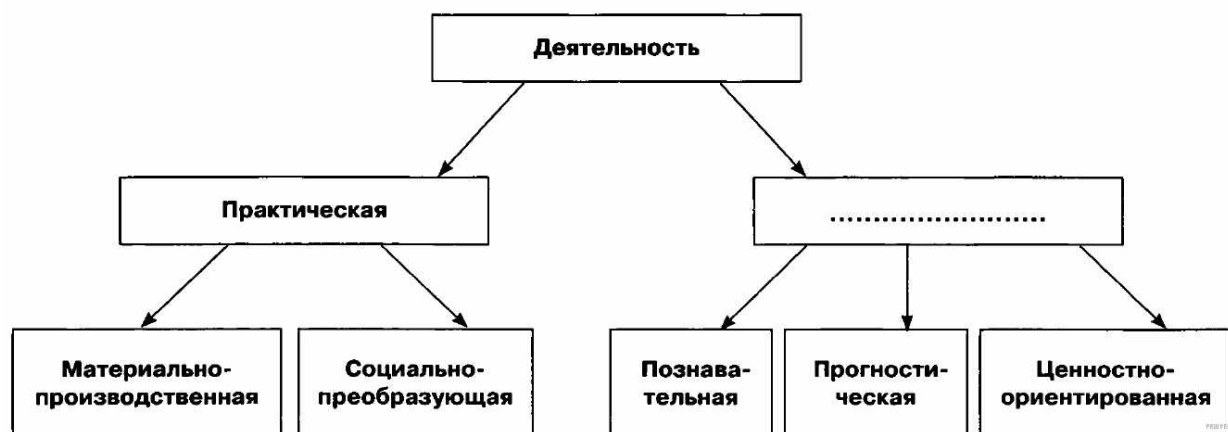 Деятельность
Практическая
.........................
Материально-
производственная
Социально-
преобразующая
Познава-
тельная
Прогности-
ческая
Ценностно-
ориентированная